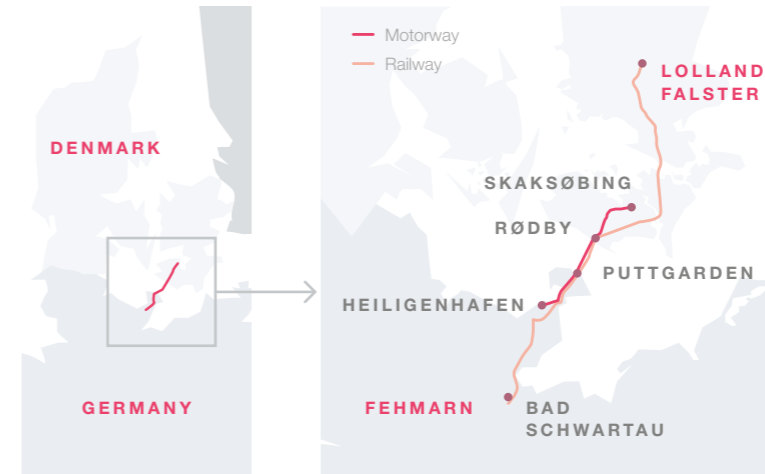 Motorway
Railway
LOLLAND
FALSTER
DENMARK
SKAKSØBING
RØDBY
PUTTGARDEN
HEILIGENHAFEN
GERMANY
FEHMARN
BAD
SCHWARTAU